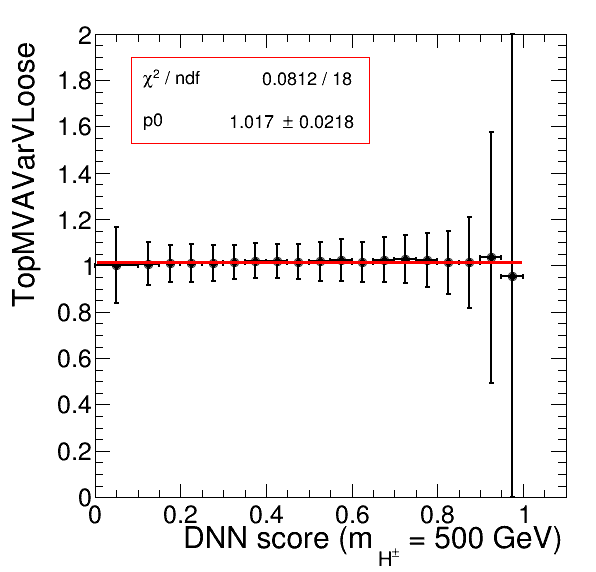 TopMVAVarVLoose
χ² / ndf 0.0812 / 18
p0 1.017 ± 0.0218
2
1.8
1.6
1.4
1.2
1
0.8
0.6
0.4
0.2
0
0 0.2 0.4 0.6 0.8 1
DNN score (m_{H^±} = 500 GeV)